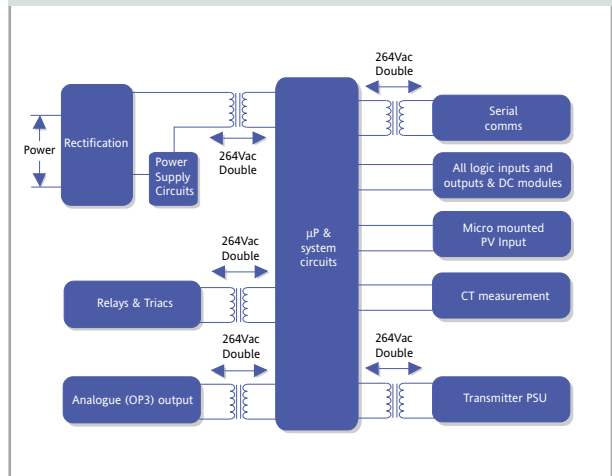 264Vac
Double
Serial
comms
Power
Rectification
Power
Supply
Circuits
264Vac
Double
All logic inputs and
outputs & DC modules
µP &
system
circuits
Micro mounted
PV Input
264Vac
Double
Relays & Triacs
CT measurement
264Vac
Double
Analogue (OP3) output
264Vac
Double
Transmitter PSU